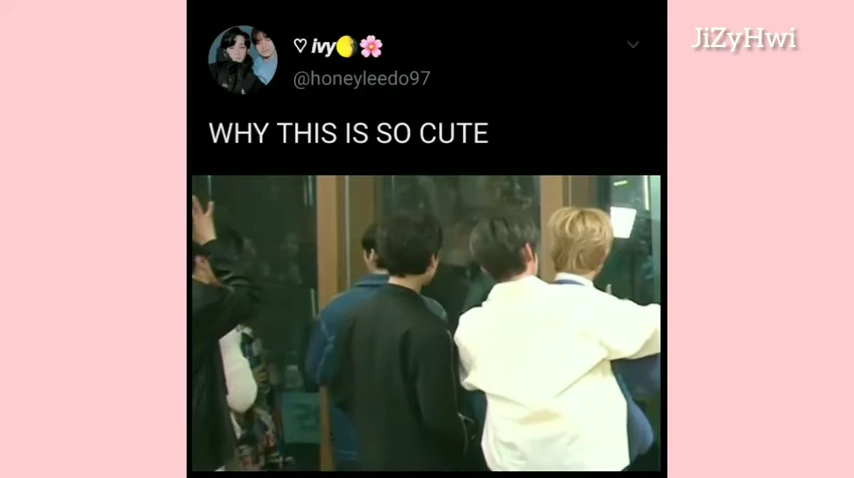 JiZyHwi
♡ ivy🌖🌸
@honeyleedo97
WHY THIS IS SO CUTE